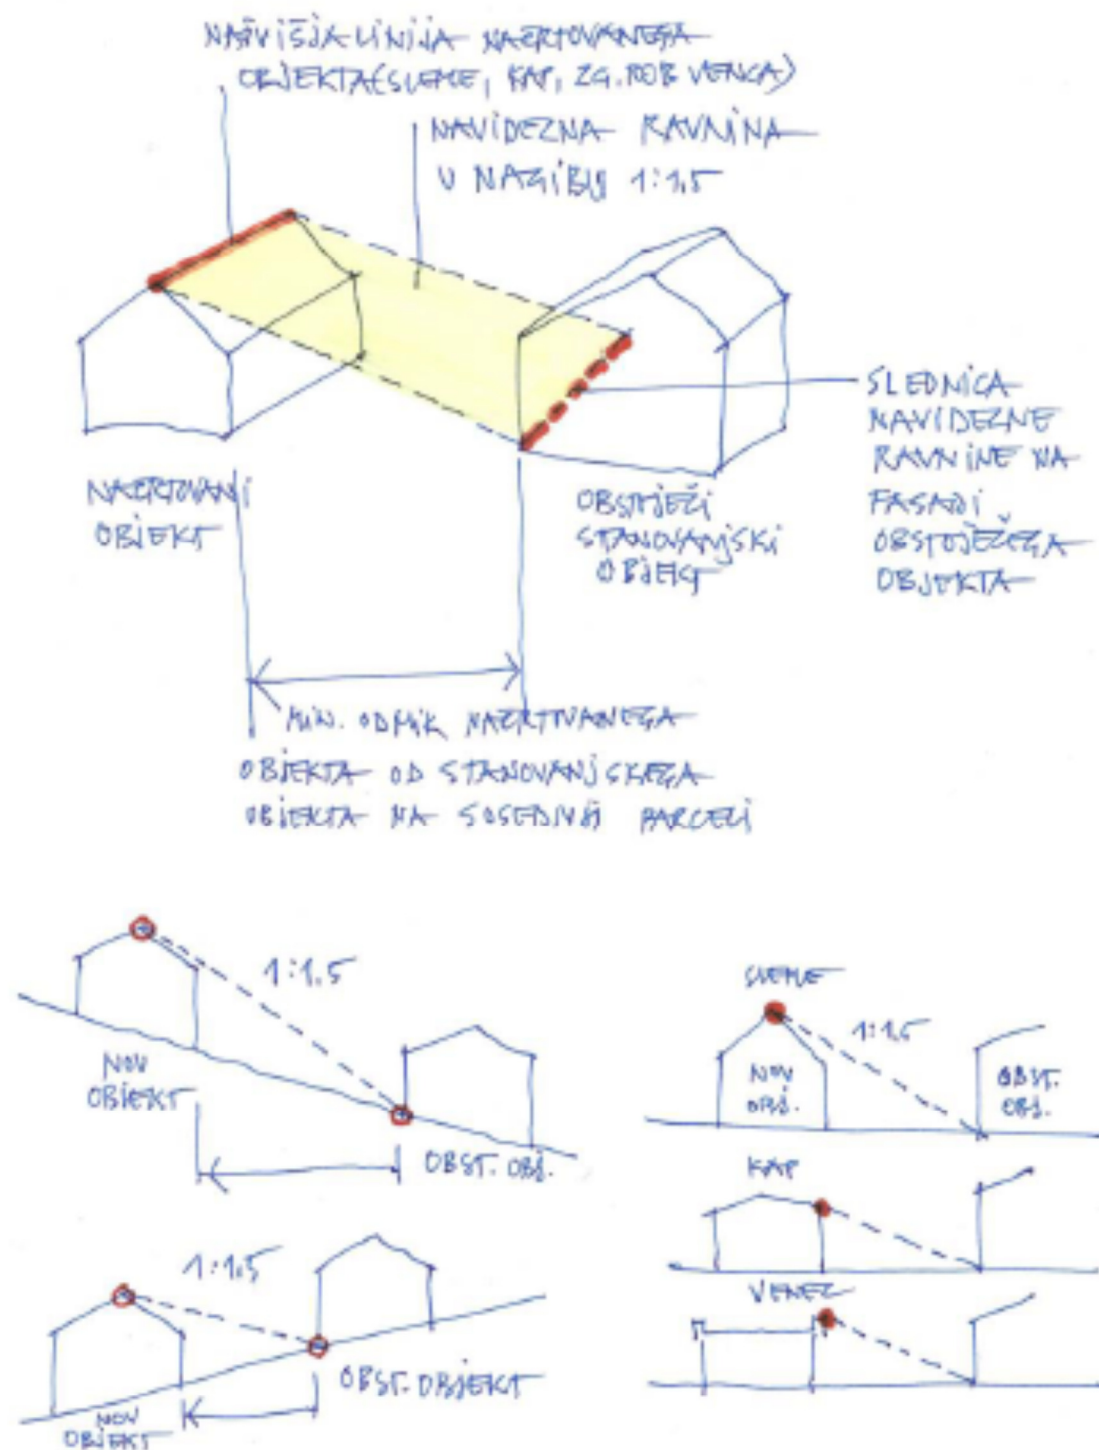 NAJVIŠJA LINIJA NAČRTOVANEGA
OBJEKTA (SLEME, KAP, ZG. ROB VENCA)
NAVIDEZNA RAVNINA
V NAGIBU 1:1,5
NAČRTOVANI
OBJEKT
OBSTOJEČI
STANOVANJSKI
OBJEKT
SLEDNICA
NAVIDEZNE
RAVNINE NA
FASADI
OBSTOJEČEGA
OBJEKTA
MIN. ODMIK NAČRTOVANEGA
OBJEKTA OD STANOVANJSKEGA
OBJEKTA NA SOSEDNJI PARCELI
1:1,5
NOV
OBJEKT
OBST. OBJ.
SLEME
1:1,5
NOV
OBJ.
OBST.
OBJ.
KAP
1:1,5
NOV
OBJEKT
OBST. OBJEKT
VENEC